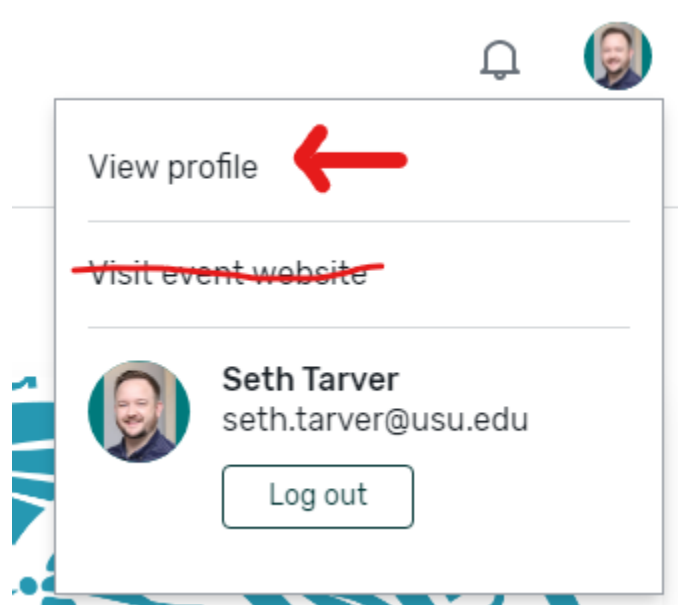 View profile
Visit event website
Seth Tarver
seth.tarver@usu.edu
Log out